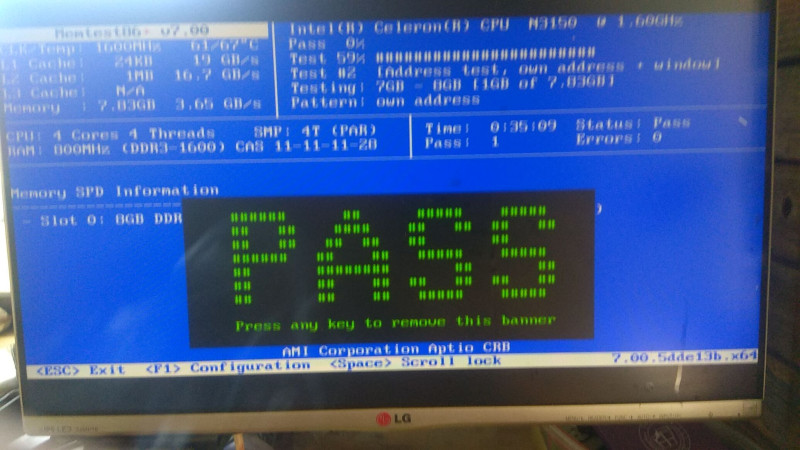 Memtest86+ v7.00
CLK/Temp: 1600MHz 61/67°C
L1 Cache: 24KB 19 GB/s
L2 Cache: 1MB 16.7 GB/s
L3 Cache: N/A
Memory : 7.83GB 3.65 GB/s
Intel(R) Celeron(R) CPU N3150 @ 1.60GHz
Pass 0%
Test 59% ########################
Test #2 [Address test, own address + window]
Testing: 7GB - 8GB [1GB of 7.83GB]
Pattern: own address
CPU: 4 Cores 4 Threads SMP: 4T (PAR)
RAM: 800MHz (DDR3-1600) CAS 11-11-11-28
Time: 0:35:09 Status: Pass \
Pass: 1 Errors: 0
Memory SPD Information
- Slot 0: 8GB DDR )
PASS
Press any key to remove this banner
AMI Corporation Aptio CRB
<ESC> Exit <F1> Configuration <Space> Scroll lock 7.00.5dde13b.x64
LG